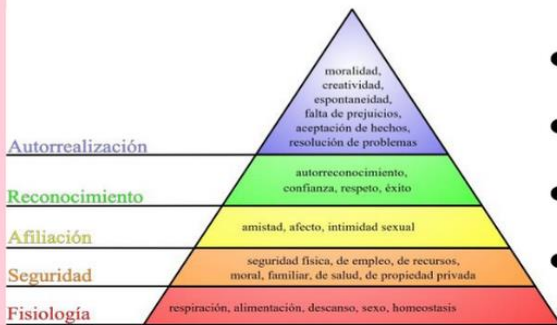 moralidad,
creatividad,
espontaneidad,
falta de prejuicios,
aceptación de hechos,
resolución de problemas
Autorrealización
autorreconocimiento,
confianza, respeto, éxito
Reconocimiento
amistad, afecto, intimidad sexual
Afiliación
seguridad física, de empleo, de recursos,
moral, familiar, de salud, de propiedad privada
Seguridad
respiración, alimentación, descanso, sexo, homeostasis
Fisiología